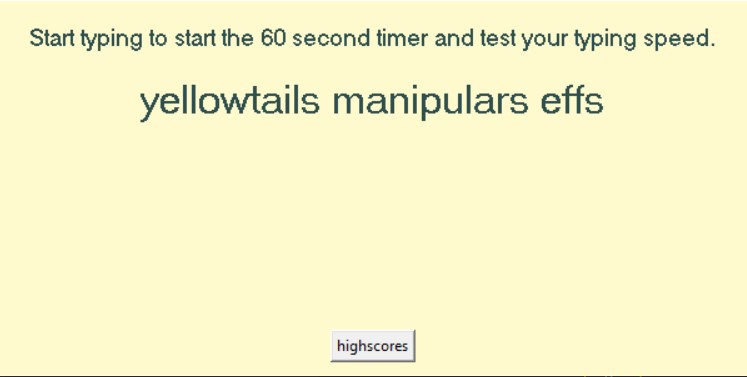 Start typing to start the 60 second timer and test your typing speed.
yellowtails manipulars effs
highscores